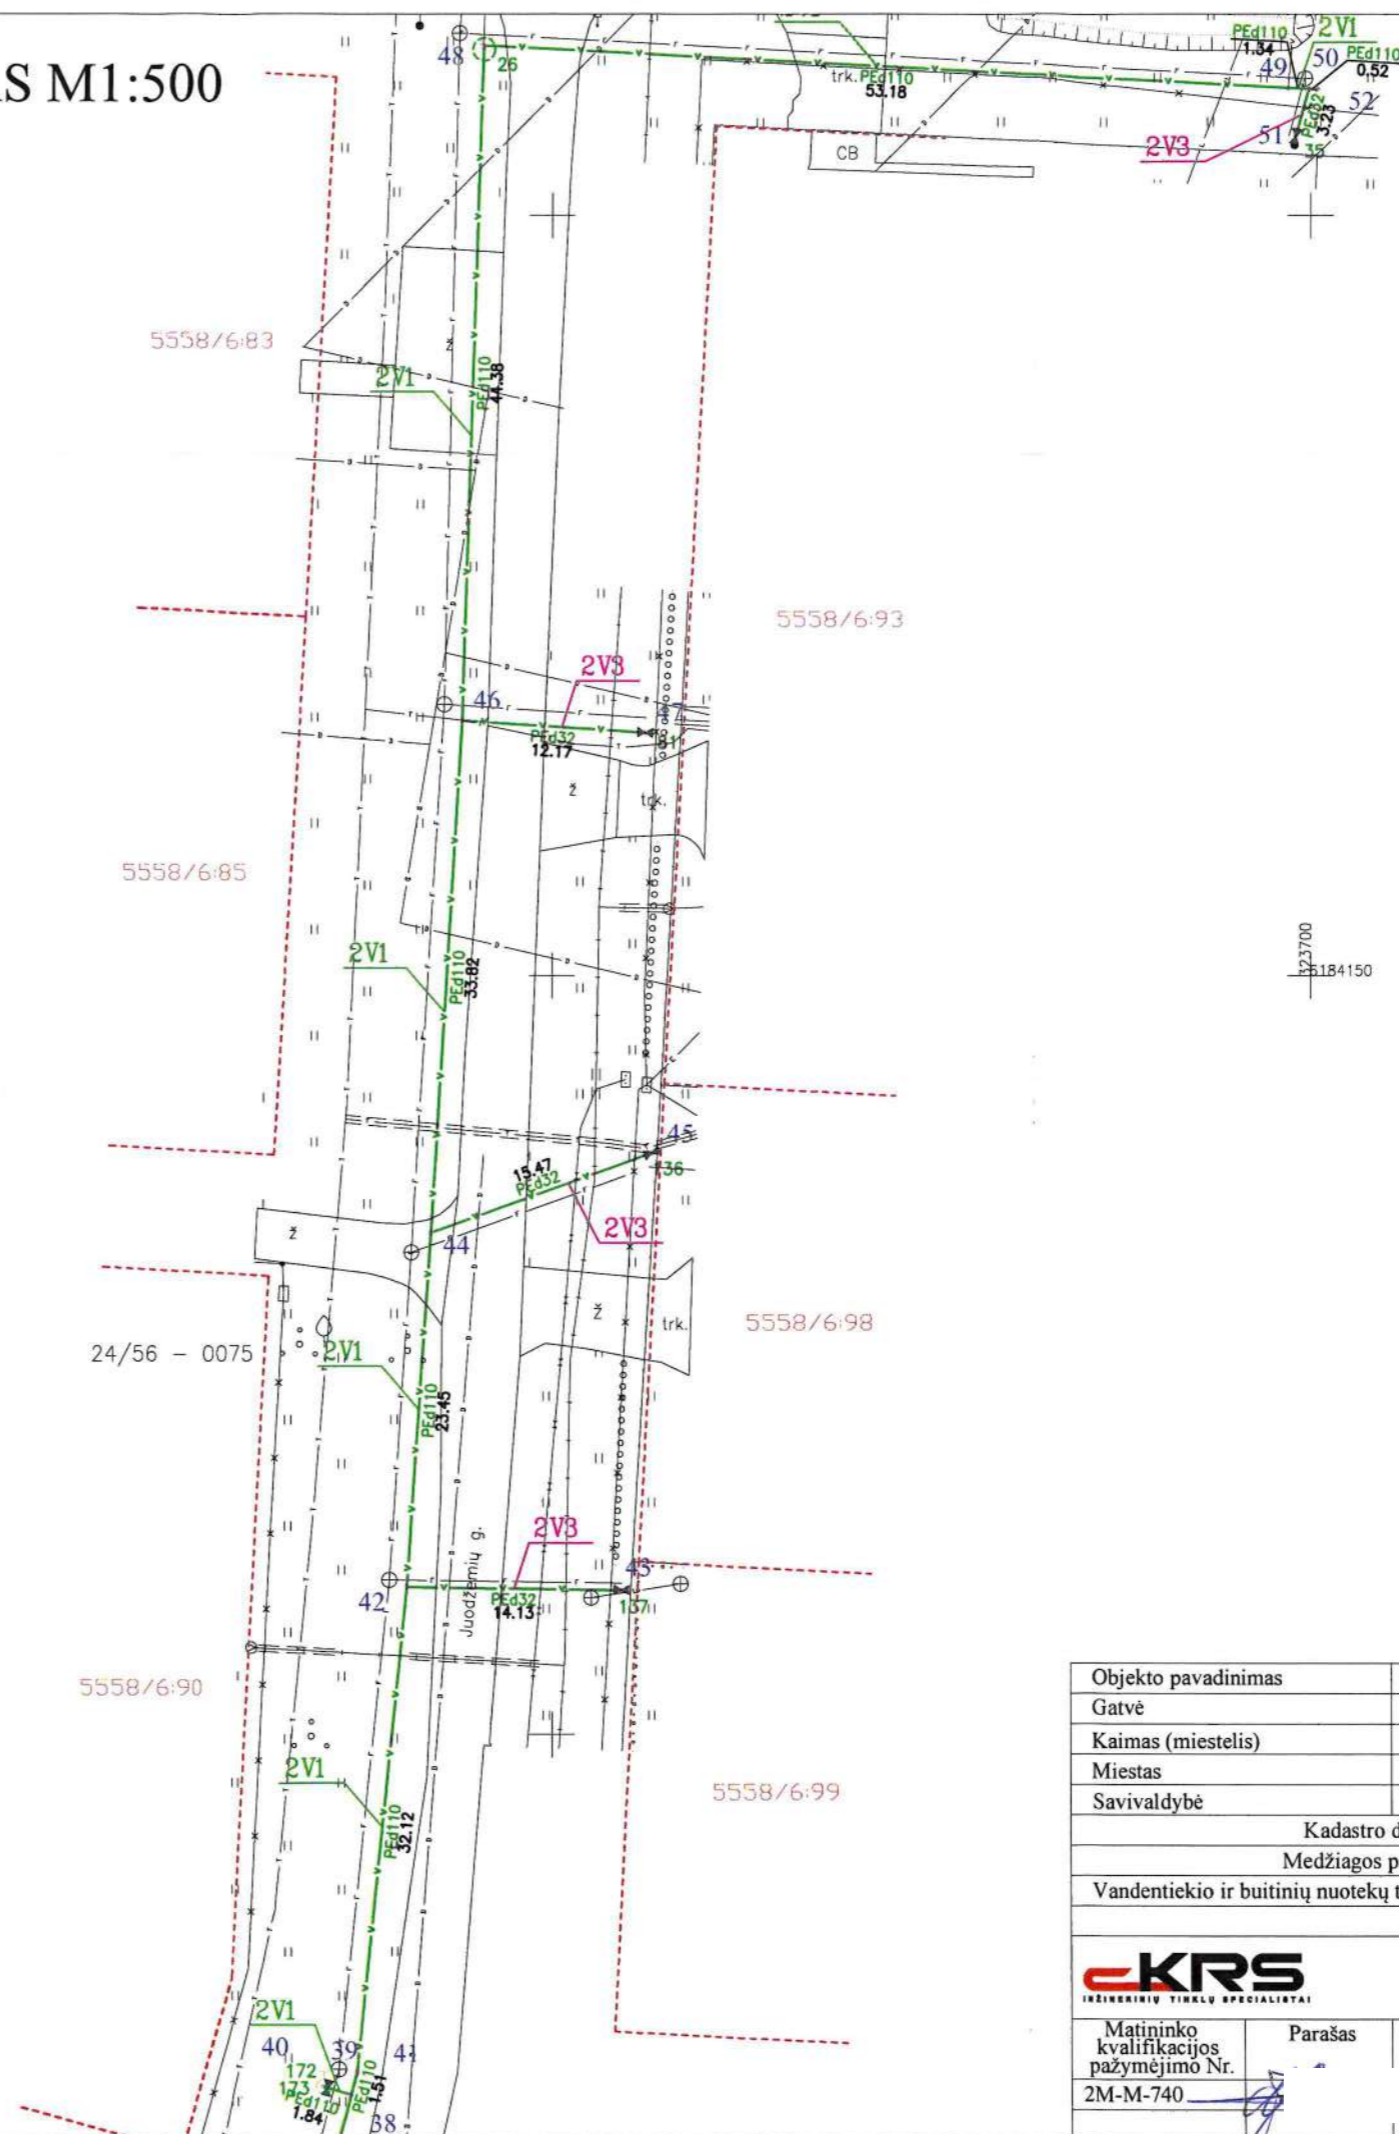 S M1:500
48
26
trk.
PEd110
53.18
PEd110
1.34
2V1
49
50
PEd110
0.52
52
PEd32
3.23
51
35
2V3
CB
5558/6:83
ž
2V1
PEd110
44.38
5558/6:93
2V3
46
PEd32
12.17
ž
trk.
5558/6:85
2V1
PEd110
33.82
323700
6184150
45
15.47
PEd32
136
2V3
44
ž
ž
trk.
5558/6:98
24/56 – 0075
2V1
PEd110
23.45
2V3
Juodžemių g.
43
42
PEd32
14.13
137
5558/6:90
2V1
PEd110
32.12
5558/6:99
2V1
40
39
41
172
173
PEd110
1.84
PEd110
1.51
38
Objekto pavadinimas
Gatvė
Kaimas (miestelis)
Miestas
Savivaldybė
Kadastro d
Medžiagos p
Vandentiekio ir buitinių nuotekų t
KRS
INŽINERINIŲ TINKLŲ SPECIALISTAI
Matininko
kvalifikacijos
pažymėjimo Nr.
Parašas
2M-M-740